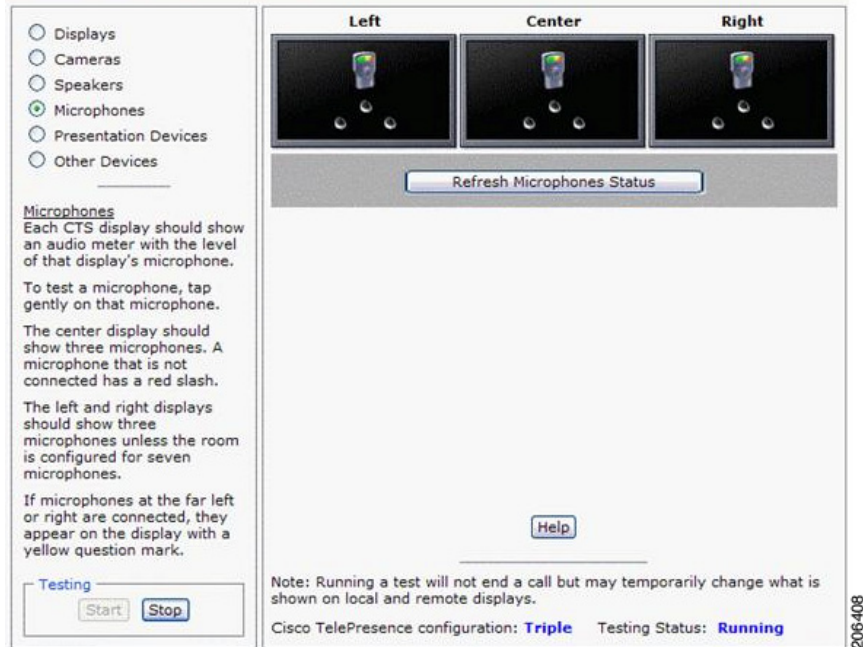 Displays
Cameras
Speakers
Microphones
Presentation Devices
Other Devices
Microphones
Each CTS display should show
an audio meter with the level
of that display's microphone.
To test a microphone, tap
gently on that microphone.
The center display should
show three microphones. A
microphone that is not
connected has a red slash.
The left and right displays
should show three
microphones unless the room
is configured for seven
microphones.
If microphones at the far left
or right are connected, they
appear on the display with a
yellow question mark.
Testing
Start Stop
Left Center Right
Refresh Microphones Status
Help
Note: Running a test will not end a call but may temporarily change what is
shown on local and remote displays.
Cisco TelePresence configuration: Triple Testing Status: Running
206408